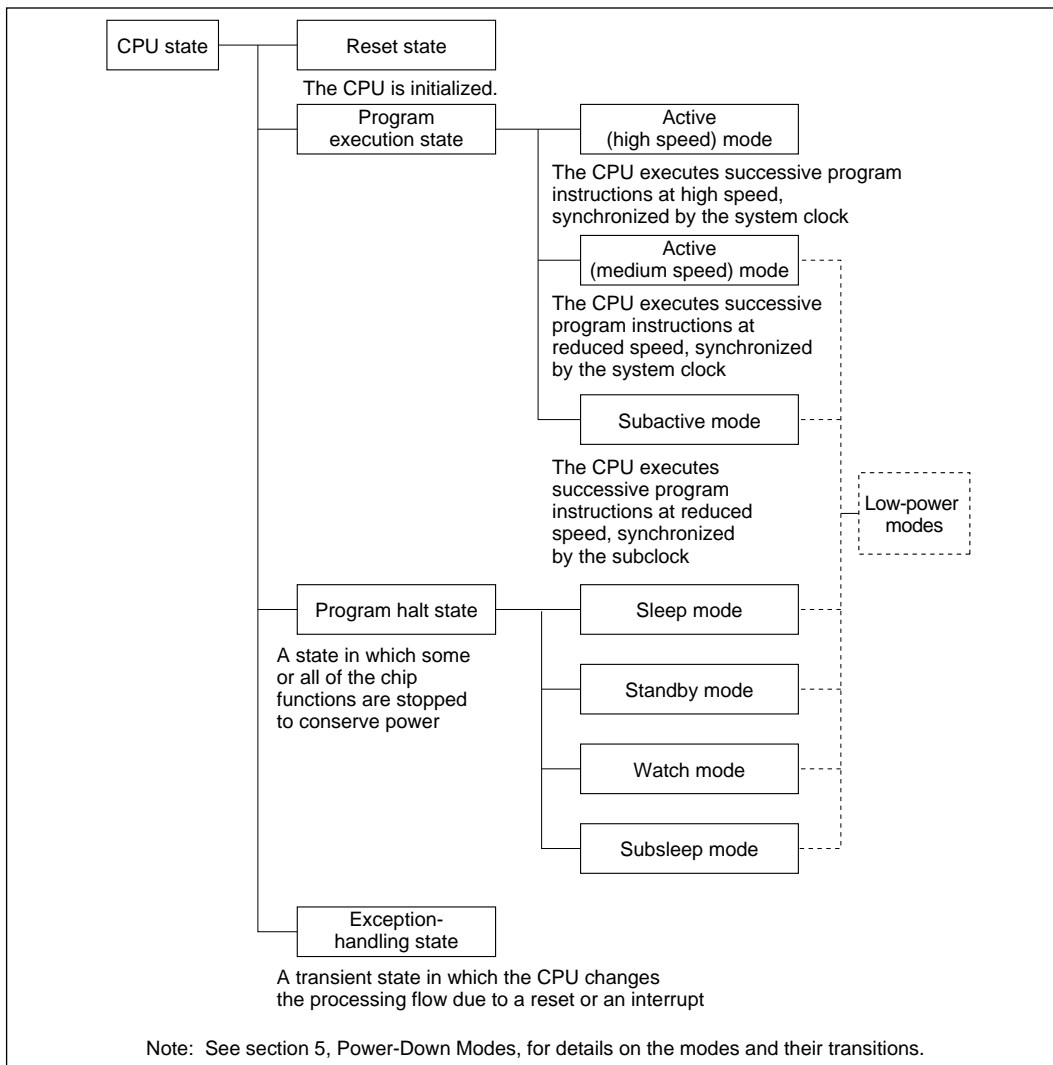 CPU state
Reset state
The CPU is initialized.
Program
execution state
Active
(high speed) mode
The CPU executes successive program
instructions at high speed,
synchronized by the system clock
Active
(medium speed) mode
The CPU executes successive
program instructions at
reduced speed, synchronized
by the system clock
Subactive mode
The CPU executes
successive program
instructions at reduced
speed, synchronized
by the subclock
Low-power
modes
Program halt state
A state in which some
or all of the chip
functions are stopped
to conserve power
Sleep mode
Standby mode
Watch mode
Subsleep mode
Exception-
handling state
A transient state in which the CPU changes
the processing flow due to a reset or an interrupt
Note: See section 5, Power-Down Modes, for details on the modes and their transitions.